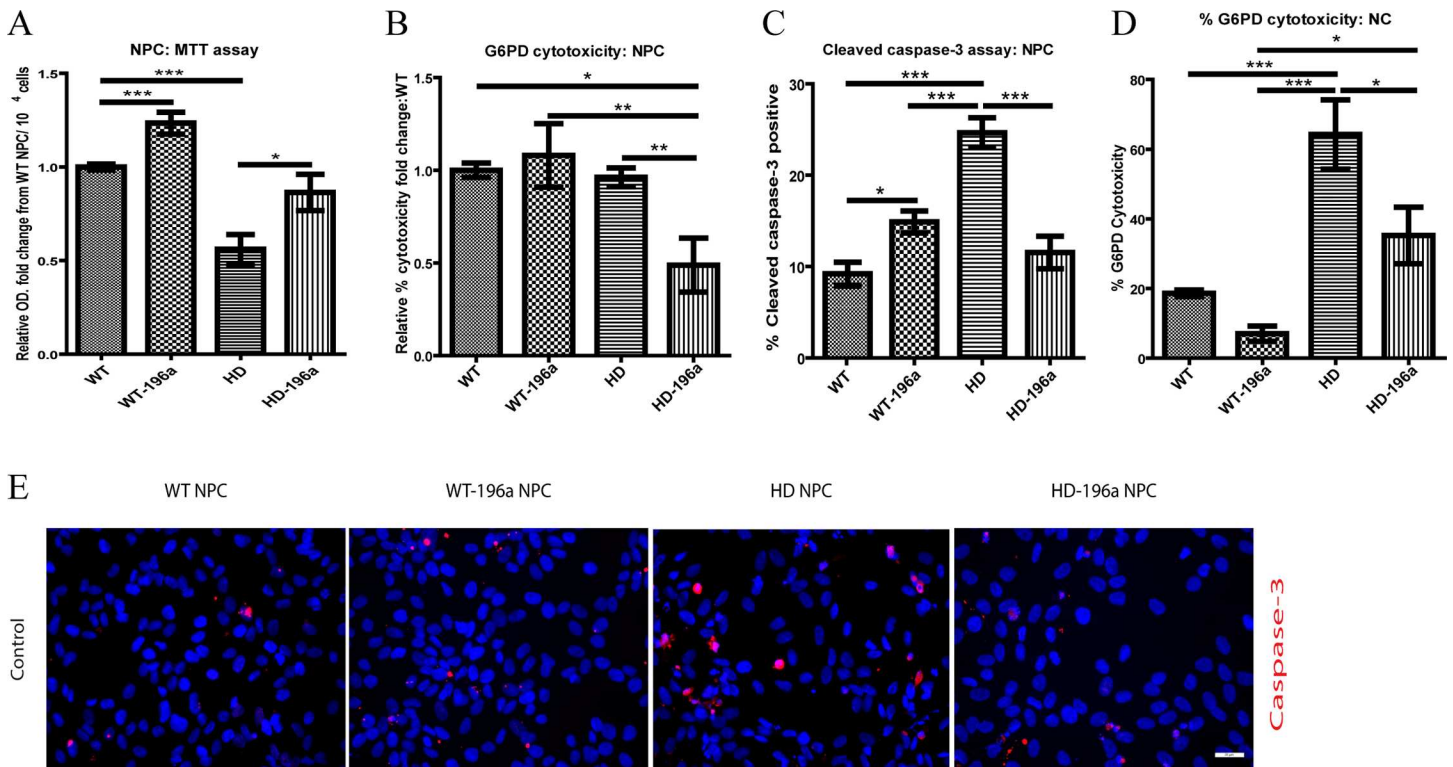 A
NPC: MTT assay
Relative OD. fold change from WT NPC/ 10 4 cells
1.5
1.0
0.5
0.0
***
***
*
WT
WT-196a
HD
HD-196a
B
G6PD cytotoxicity: NPC
Relative % cytotoxicity fold change:WT
1.5
1.0
0.5
0.0
*
**
**
WT
WT-196a
HD
HD-196a
C
Cleaved caspase-3 assay: NPC
% Cleaved caspase-3 positive
30
20
10
0
***
***
***
*
WT
WT-196a
HD
HD-196a
D
% G6PD cytotoxicity: NC
% G6PD Cytotoxicity
80
60
40
20
0
*
***
***
*
WT
WT-196a
HD
HD-196a
E
WT NPC
WT-196a NPC
HD NPC
HD-196a NPC
Control
Caspase-3